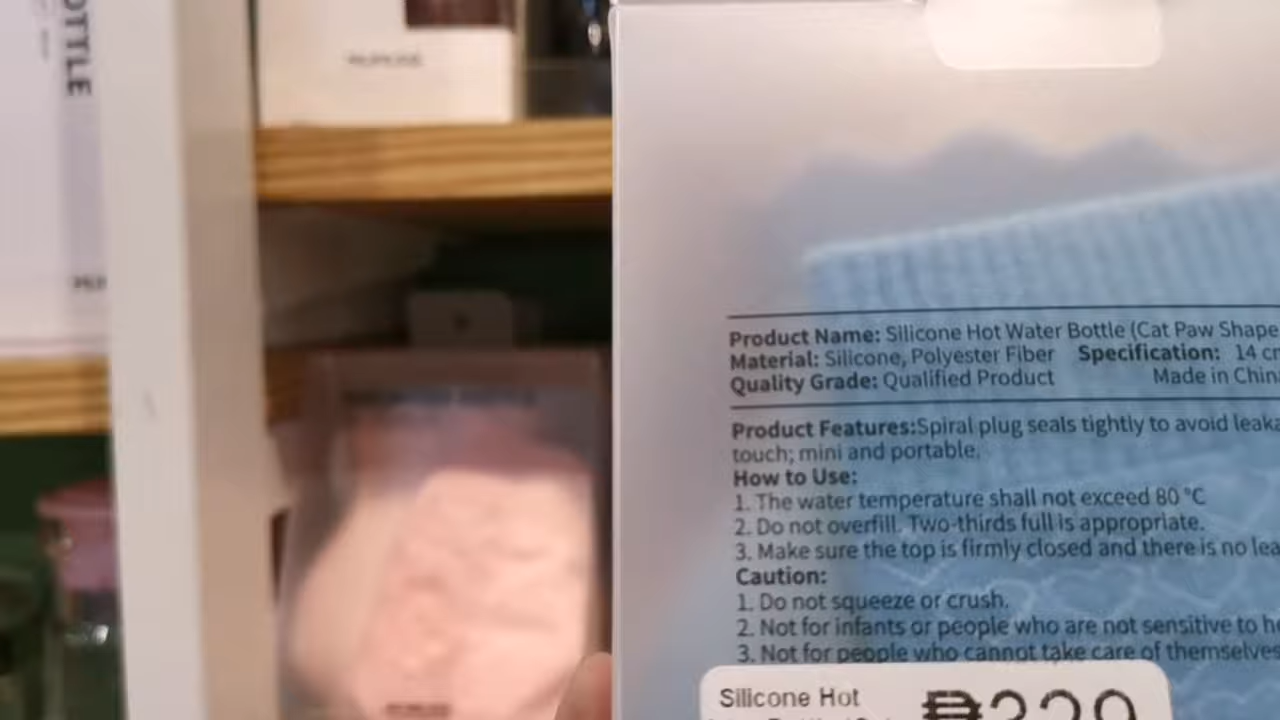 OTTLE
Product Name: Silicone Hot Water Bottle (Cat Paw Shape
Material: Silicone, Polyester Fiber Specification: 14 cm
Quality Grade: Qualified Product Made in Chin
Product Features:Spiral plug seals tightly to avoid leaka
touch; mini and portable.
How to Use:
1. The water temperature shall not exceed 80 °C
2. Do not overfill. Two-thirds full is appropriate.
3. Make sure the top is firmly closed and there is no lea
Caution:
1. Do not squeeze or crush.
2. Not for infants or people who are not sensitive to he
3. Not for people who cannot take care of themselves
Silicone Hot